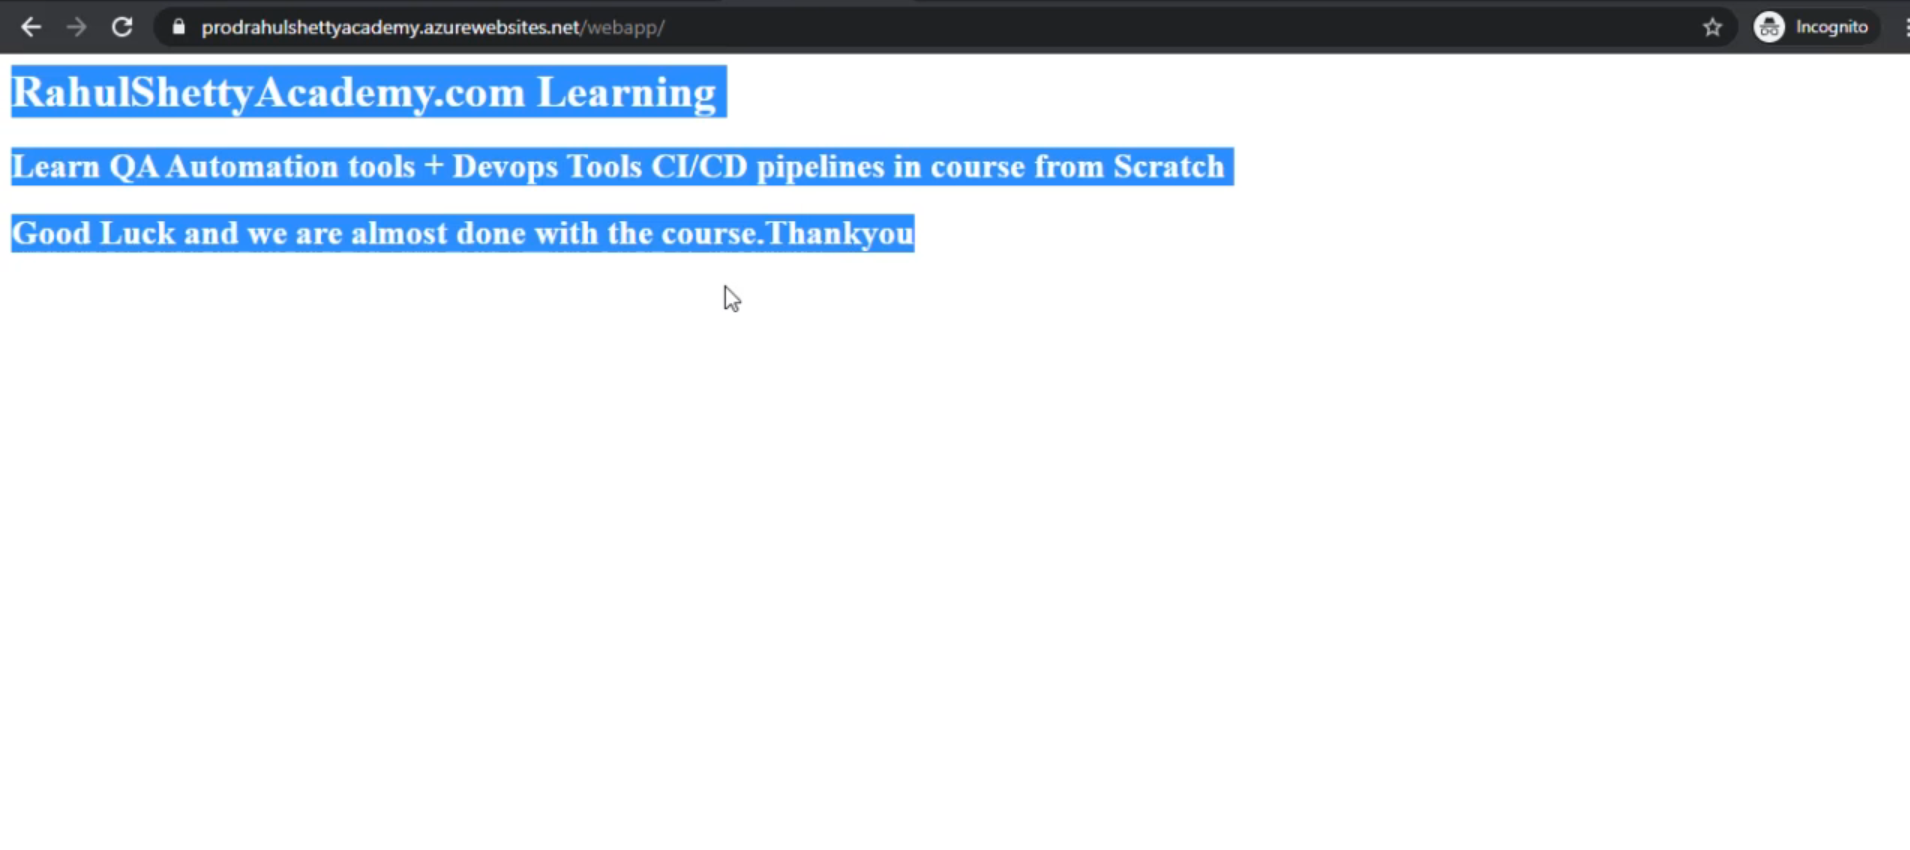 prodrahulshettyacademy.azurewebsites.net/webapp/
Incognito
RahulShettyAcademy.com Learning
Learn QA Automation tools + Devops Tools CI/CD pipelines in course from Scratch
Good Luck and we are almost done with the course.Thankyou